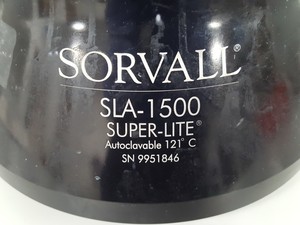 SORVALL®
SLA-1500
SUPER-LITE®
Autoclavable 121° C
SN 9951846